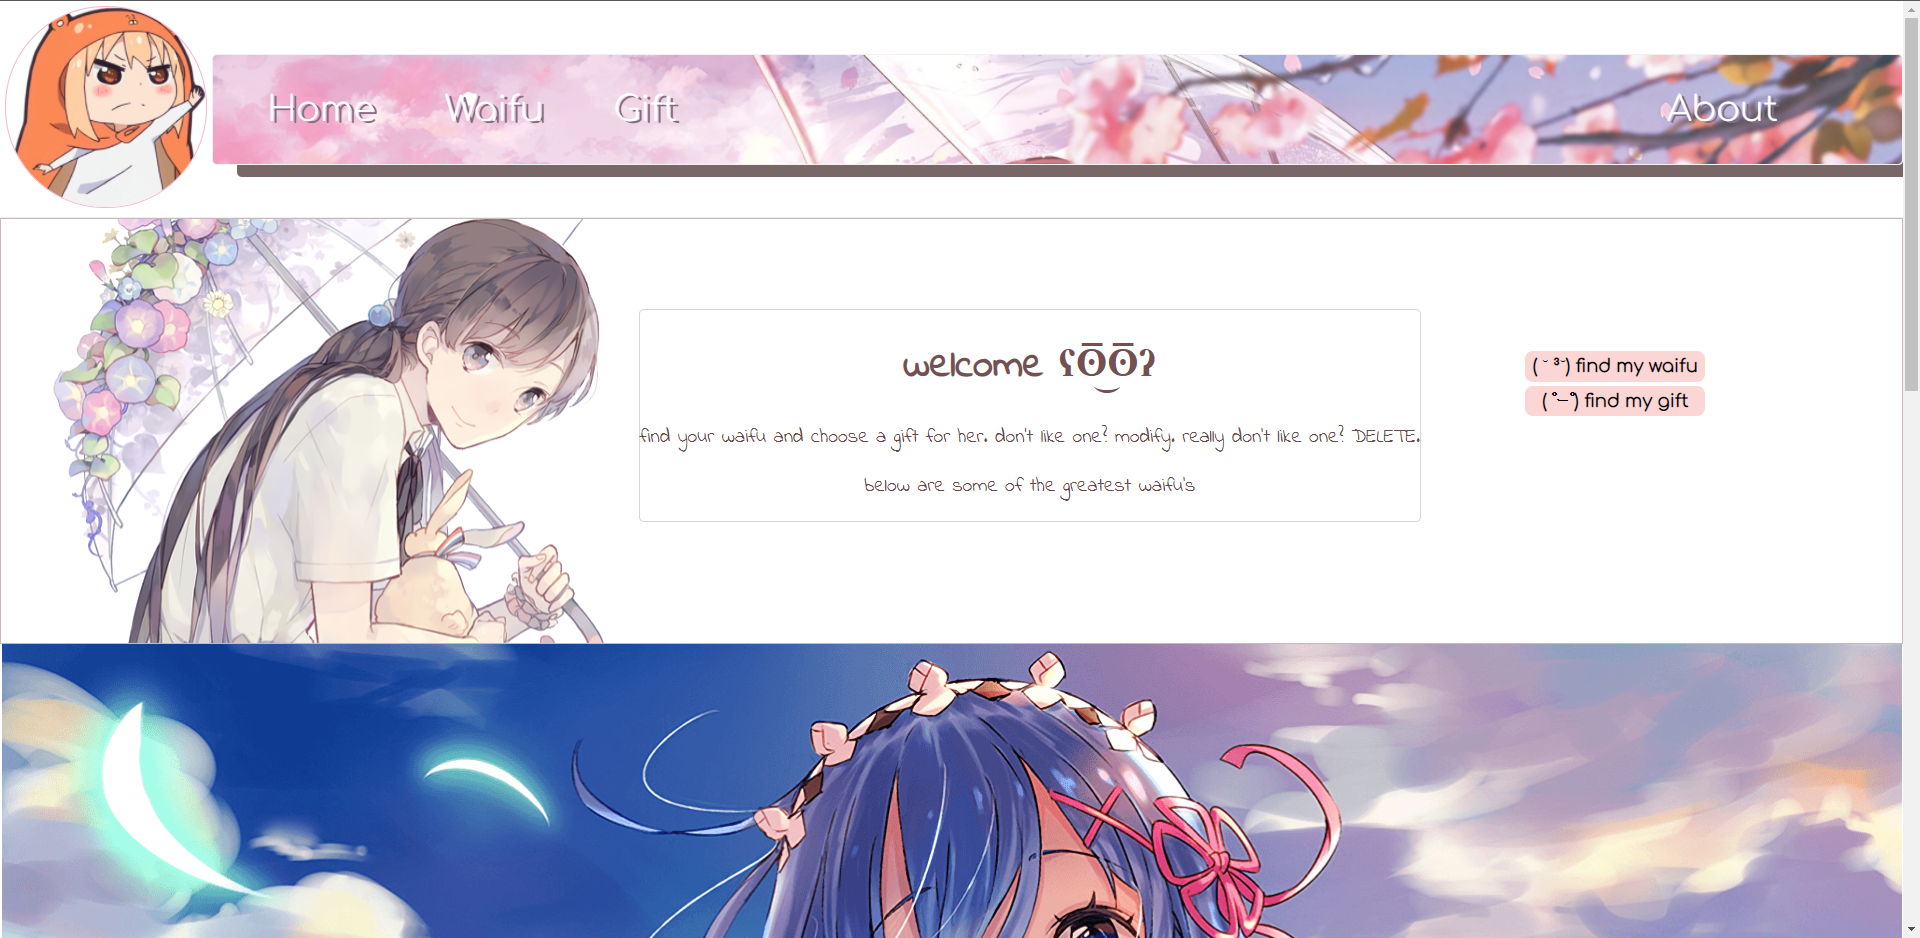 Home Waifu Gift About
welcome ʕʘ̅͜ʘ̅ʔ
find your waifu and choose a gift for her. don't like one? modify. really don't like one? DELETE.
below are some of the greatest waifu's
( ˘ ³˘) find my waifu
( ˚̶̵̶̵̶̵̶̵̶̵̶̵̶̵̶̵̶̵̶̵̶̵ ˚) find my gift